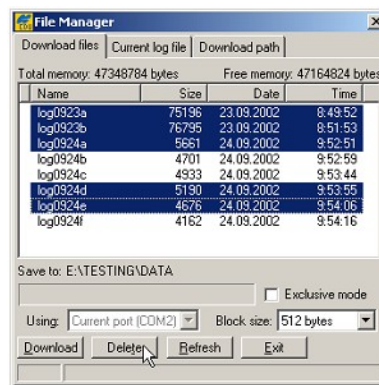 File Manager
Download files Current log file Download path
Total memory: 47348784 bytes Free memory: 47164824 bytes
Name Size Date Time
log0923a 75196 23.09.2002 8:49:52
log0923b 76795 23.09.2002 8:51:53
log0924a 5661 24.09.2002 9:52:51
log0924b 4701 24.09.2002 9:52:59
log0924c 4933 24.09.2002 9:53:44
log0924d 5190 24.09.2002 9:53:55
log0924e 4676 24.09.2002 9:54:06
log0924f 4162 24.09.2002 9:54:16
Save to: E:\TESTING\DATA
Exclusive mode
Using: Current port (COM2) Block size: 512 bytes
Download Delete Refresh Exit